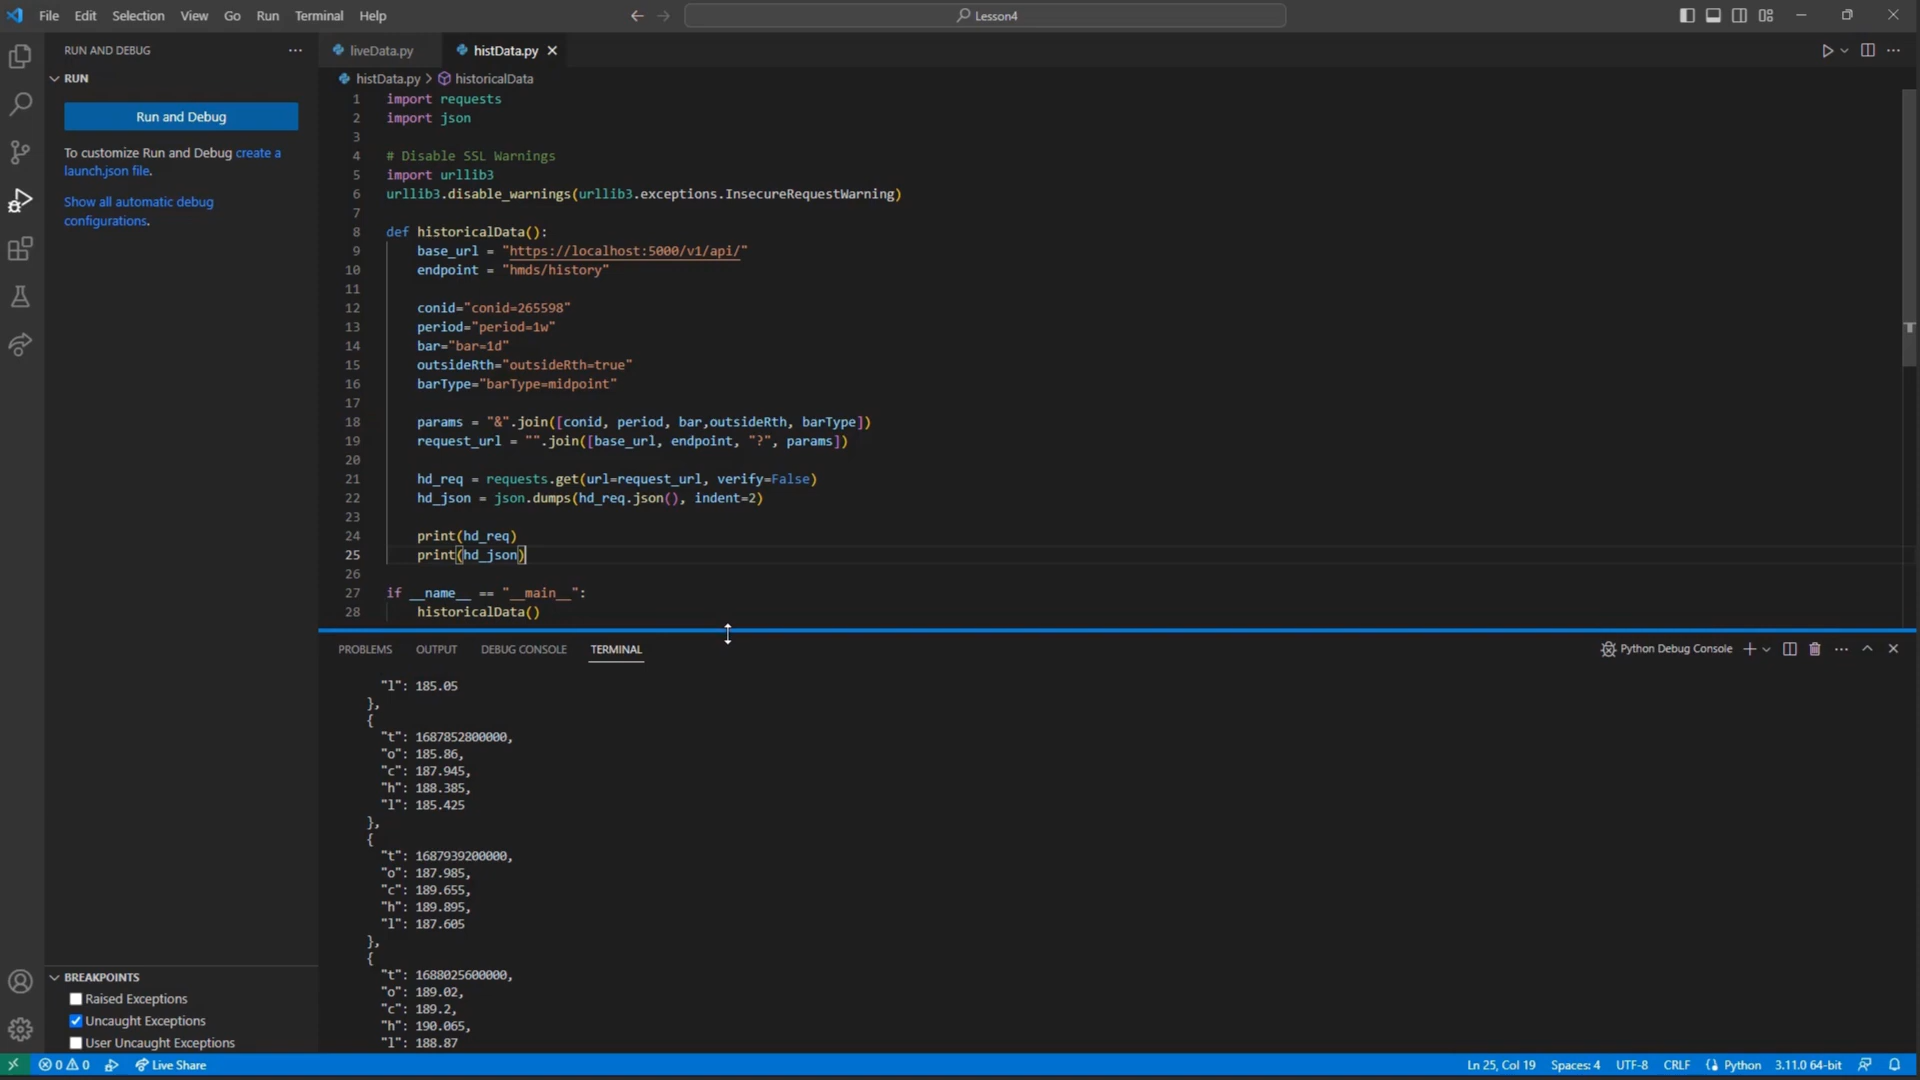 File Edit Selection View Go Run Terminal Help
Lesson4
RUN AND DEBUG
RUN
Run and Debug
To customize Run and Debug create a
launch.json file.
Show all automatic debug
configurations.
liveData.py histData.py
histData.py > historicalData
1 import requests
2 import json
3
4 # Disable SSL Warnings
5 import urllib3
6 urllib3.disable_warnings(urllib3.exceptions.InsecureRequestWarning)
7
8 def historicalData():
9 base_url = "https://localhost:5000/v1/api/"
10 endpoint = "hmds/history"
11
12 conid="conid=265598"
13 period="period=1w"
14 bar="bar=1d"
15 outsideRth="outsideRth=true"
16 barType="barType=midpoint"
17
18 params = "&".join([conid, period, bar,outsideRth, barType])
19 request_url = "".join([base_url, endpoint, "?", params])
20
21 hd_req = requests.get(url=request_url, verify=False)
22 hd_json = json.dumps(hd_req.json(), indent=2)
23
24 print(hd_req)
25 print(hd_json)
26
27 if __name__ == "__main__":
28 historicalData()
PROBLEMS OUTPUT DEBUG CONSOLE TERMINAL
Python Debug Console
"l": 185.05
},
{
"t": 1687852800000,
"o": 185.86,
"c": 187.945,
"h": 188.385,
"l": 185.425
},
{
"t": 1687939200000,
"o": 187.985,
"c": 189.655,
"h": 189.895,
"l": 187.605
},
{
"t": 1688025600000,
"o": 189.02,
"c": 189.2,
"h": 190.065,
"l": 188.87
BREAKPOINTS
Raised Exceptions
Uncaught Exceptions
User Uncaught Exceptions
0 0 Live Share
Ln 25, Col 19 Spaces: 4 UTF-8 CRLF Python 3.11.0 64-bit